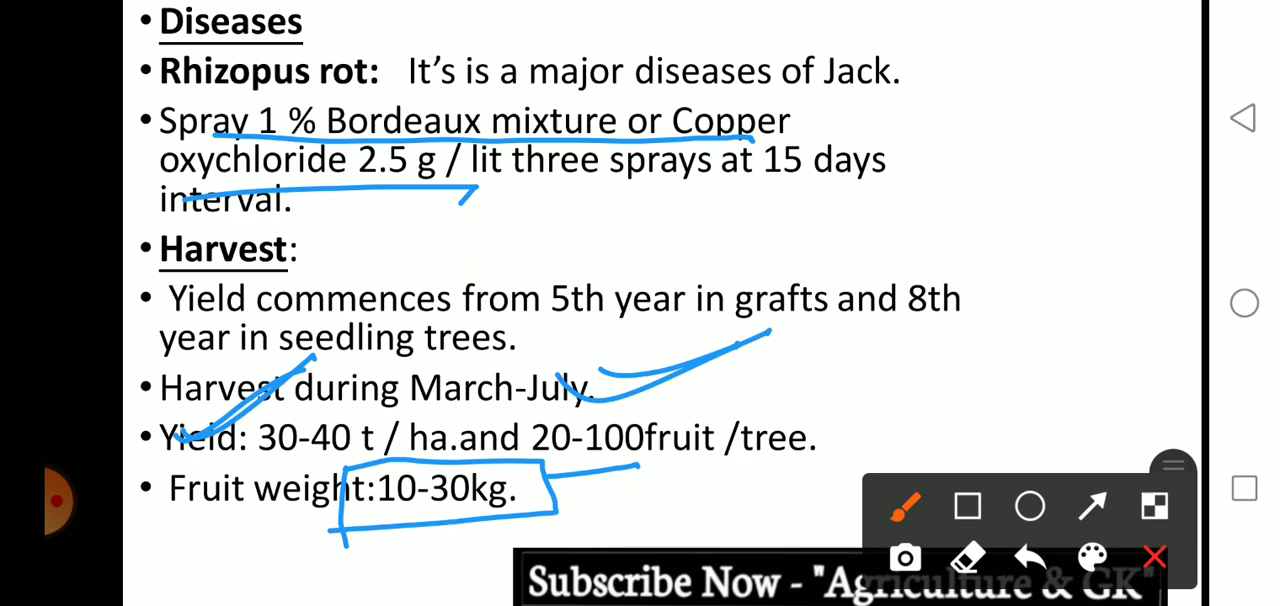 • Diseases
• Rhizopus rot: It’s is a major diseases of Jack.
• Spray 1 % Bordeaux mixture or Copper
oxychloride 2.5 g / lit three sprays at 15 days
interval.
• Harvest:
• Yield commences from 5th year in grafts and 8th
year in seedling trees.
• Harvest during March-July.
• Yield: 30-40 t / ha.and 20-100fruit /tree.
• Fruit weight:10-30kg.
Subscribe Now - "Agriculture & GK"